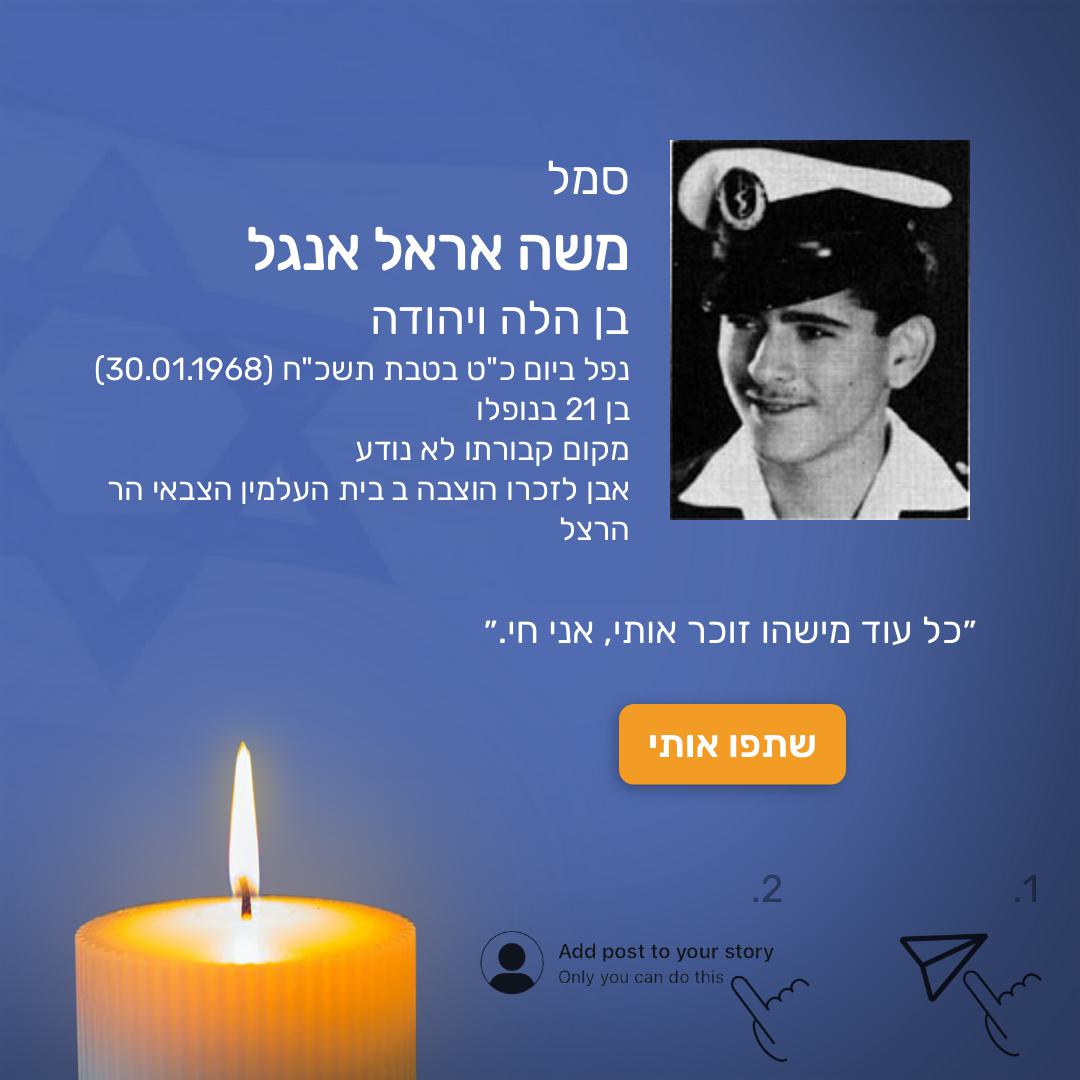 סמל
משה אראל אנגל
בן הלה ויהודה
נפל ביום כ"ט בטבת תשכ"ח (30.01.1968)
בן 21 בנופלו
מקום קבורתו לא נודע
אבן לזכרו הוצבה ב בית העלמין הצבאי הר
הרצל
״כל עוד מישהו זוכר אותי, אני חי.״
שתפו אותי
1.
2.
Add post to your story
Only you can do this